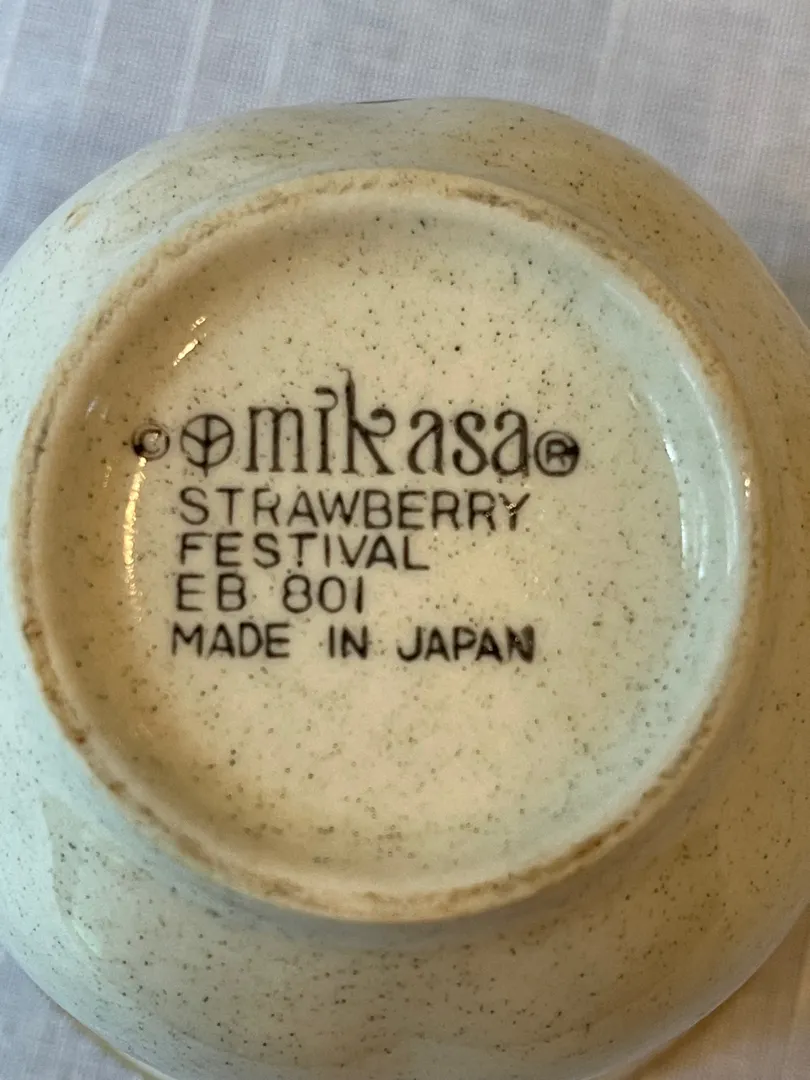 © mikasa ®
STRAWBERRY
FESTIVAL
EB 801
MADE IN JAPAN